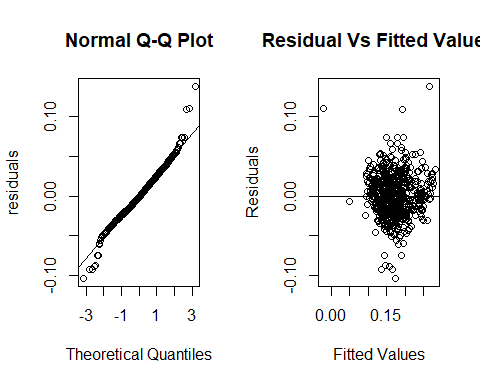 Normal Q-Q Plot
residuals
-0.10 0.00 0.10
-3 -1 1 3
Theoretical Quantiles
Residual Vs Fitted Value
Residuals
-0.10 0.00 0.10
0.00 0.15
Fitted Values